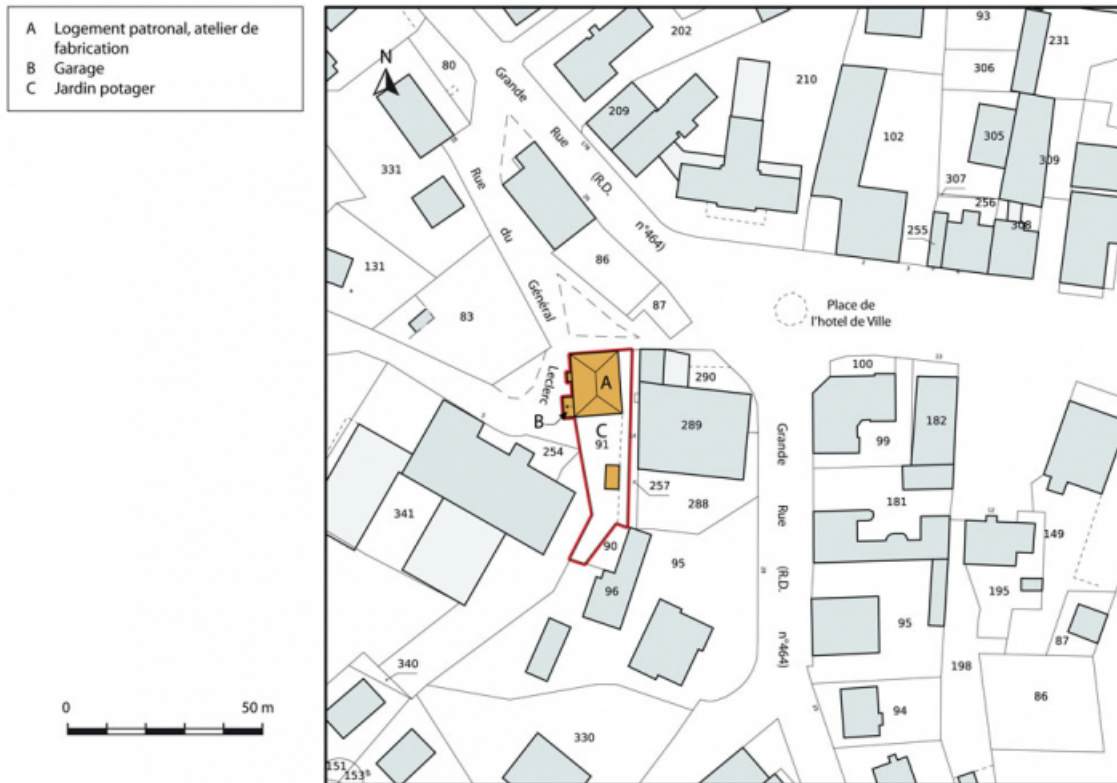 A Logement patronal, atelier de
fabrication
B Garage
C Jardin potager
N
80
202
93
231
306
210
209
102
305
309
Grande
Rue
(R.D.
n°464)
331
Rue
du
Général
Leclerc
307
256
255
308
131
86
87
83
Place de
l'hotel de Ville
A
B
C
91
290
289
100
182
99
254
257
288
Grande
Rue
(R.D.
n°464)
181
341
90
95
96
149
195
95
87
198
340
86
94
330
151
153
0 50 m